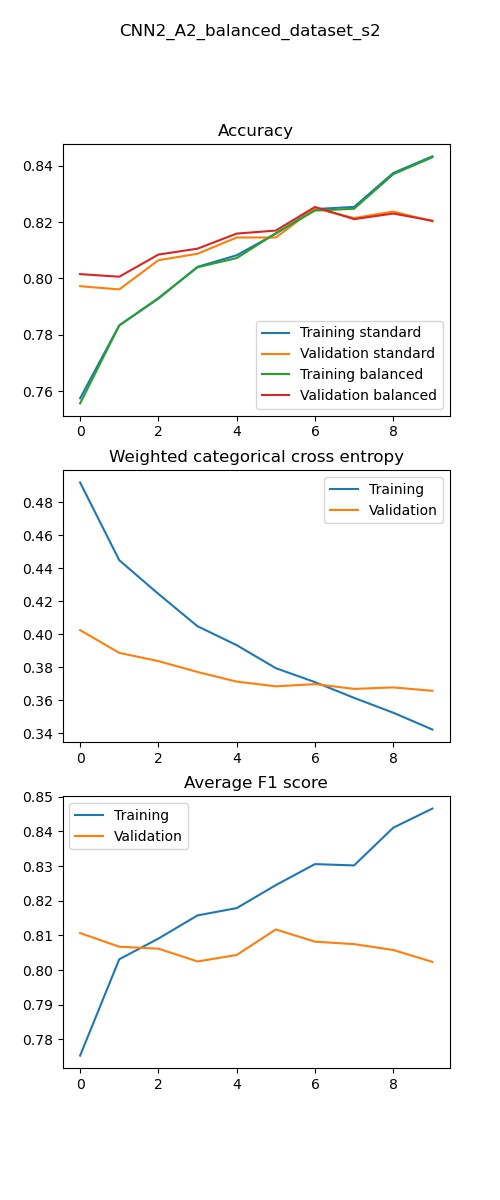 CNN2_A2_balanced_dataset_s2
Accuracy
0.84
0.82
0.80
0.78
0.76
Training standard
Validation standard
Training balanced
Validation balanced
0 2 4 6 8
Weighted categorical cross entropy
0.48
0.46
0.44
0.42
0.40
0.38
0.36
0.34
Training
Validation
0 2 4 6 8
Average F1 score
0.85
0.84
0.83
0.82
0.81
0.80
0.79
0.78
Training
Validation
0 2 4 6 8